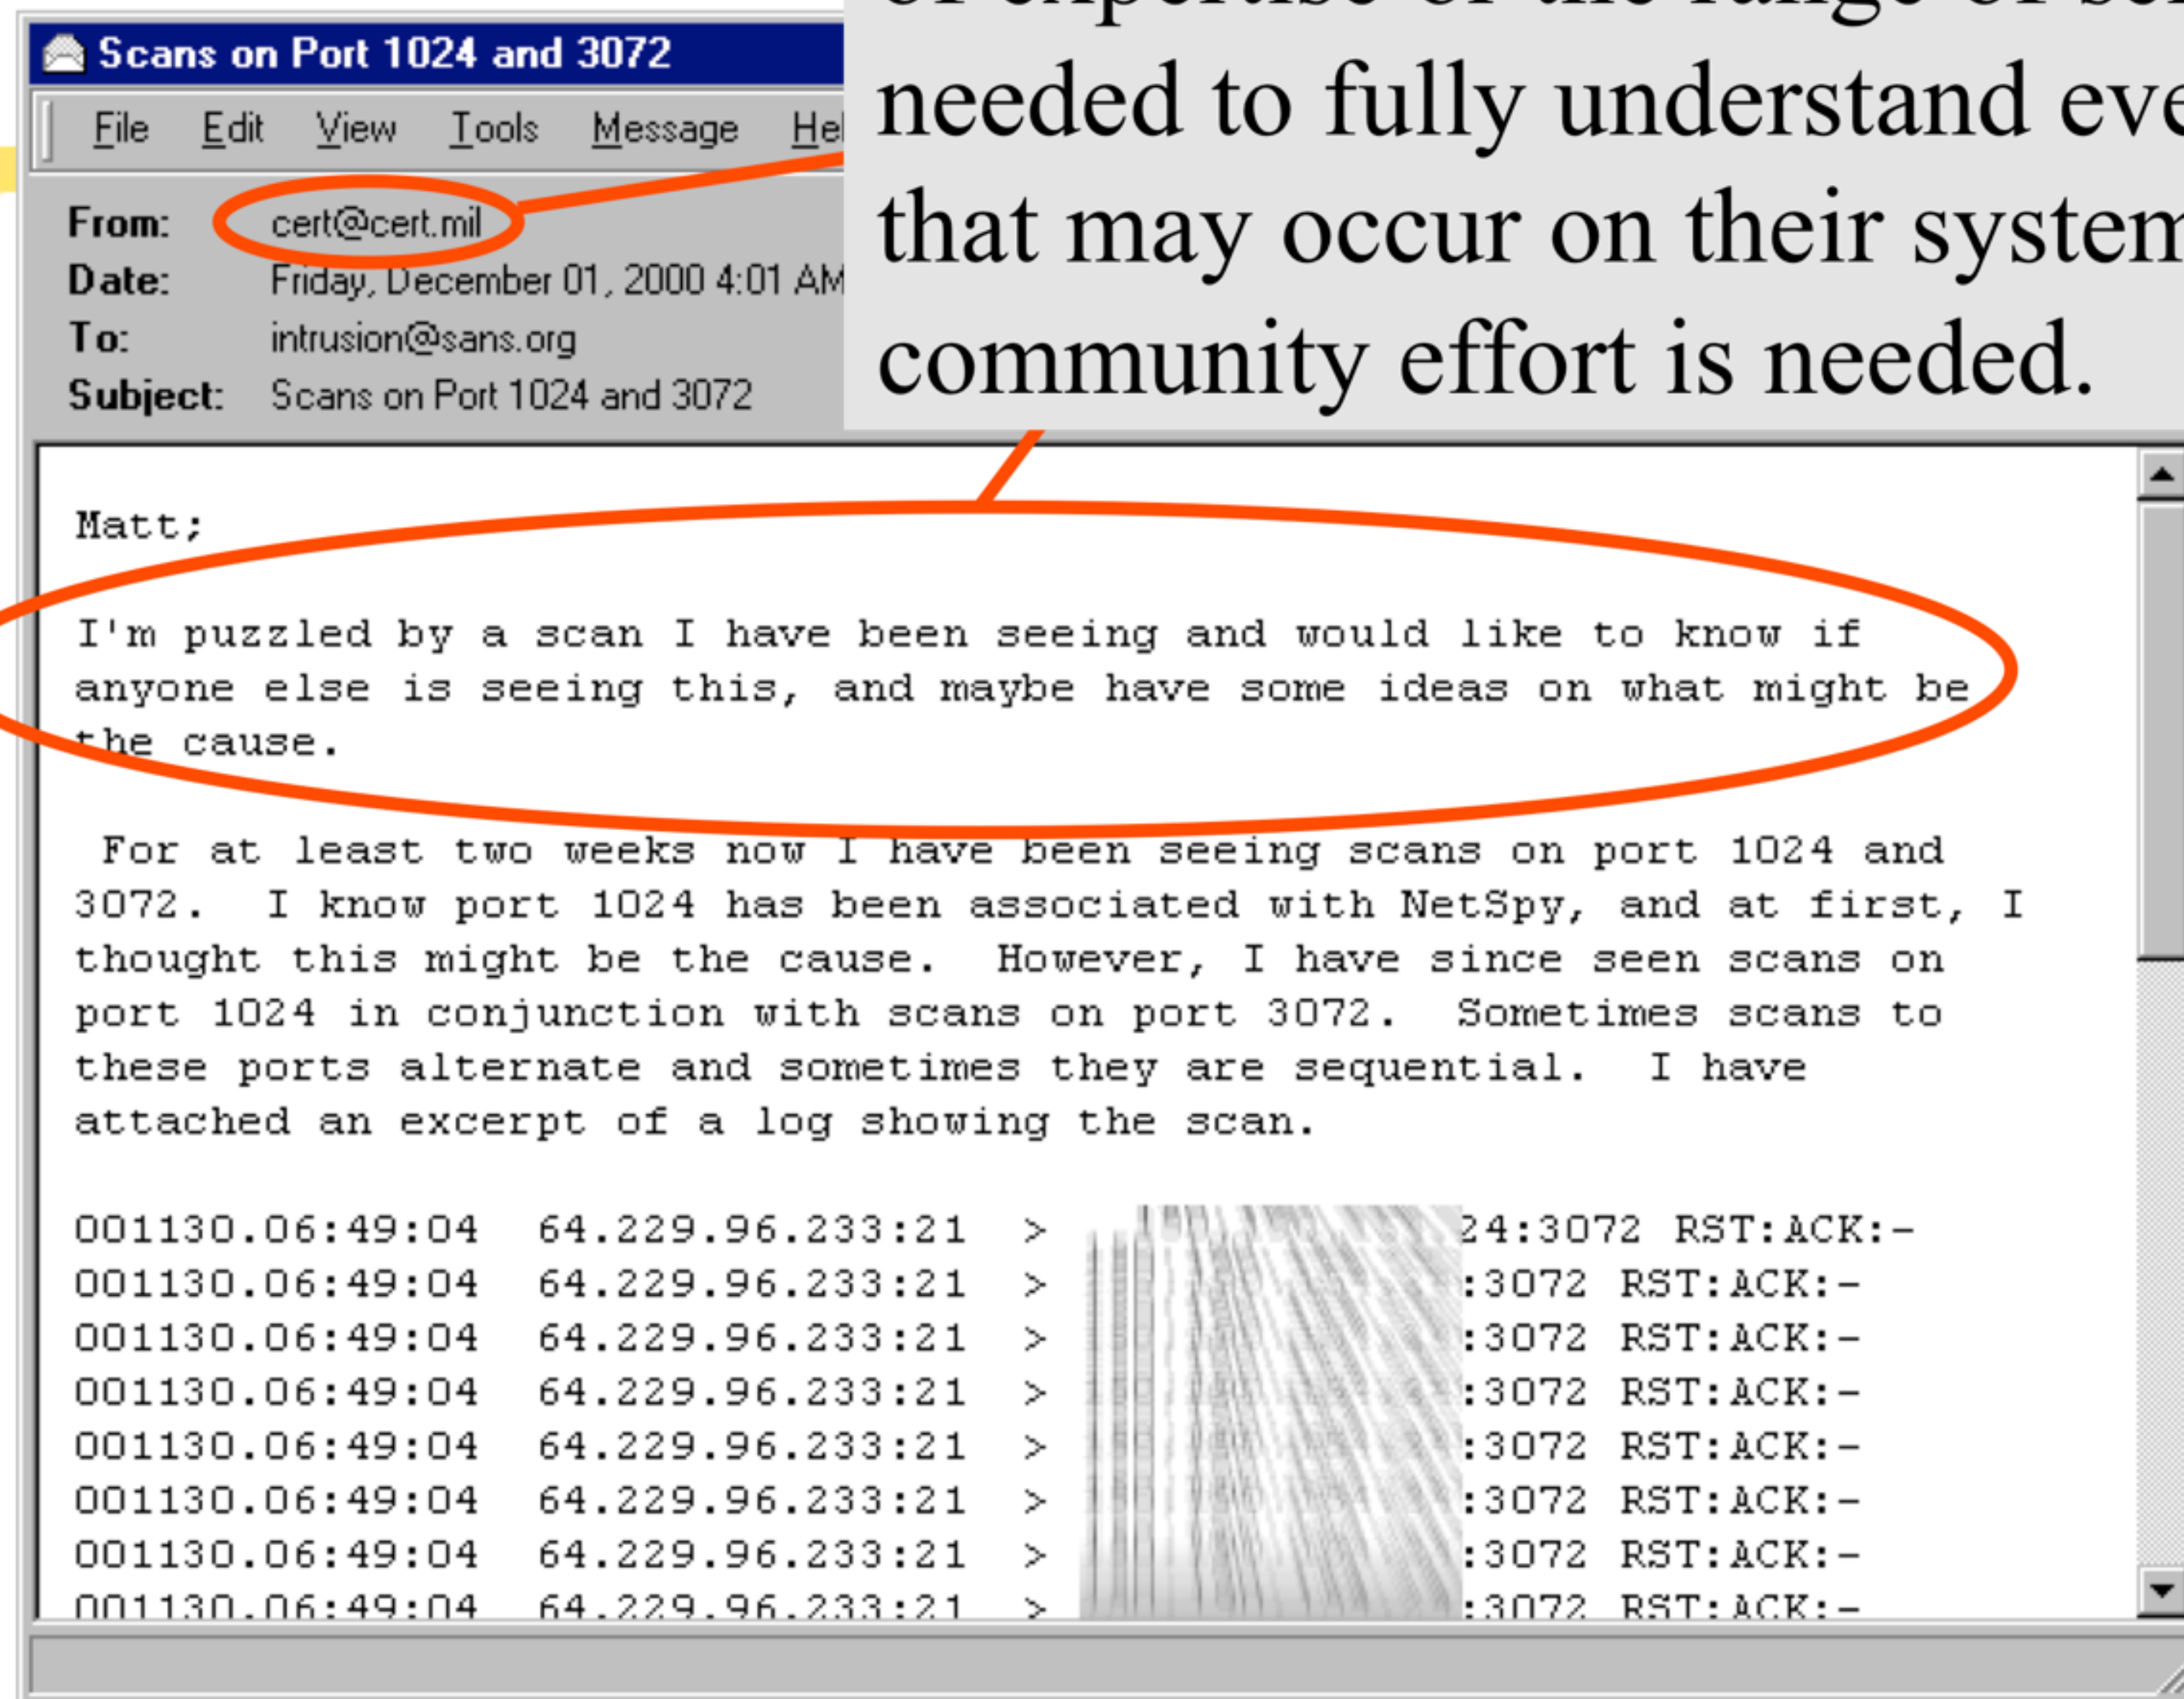 of expertise or the range of
needed to fully understand
that may occur on their
community effort is needed.
Scans on Port 1024 and 3072
File Edit View Tools Message
From: cert@cert.mil
Date: Friday, December 01, 2000 4:01 AM
To: intrusion@sans.org
Subject: Scans on Port 1024 and 3072
Matt;
I'm puzzled by a scan I have been seeing and would like to know if
anyone else is seeing this, and maybe have some ideas on what might be
the cause.
For at least two weeks now I have been seeing scans on port 1024 and
3072. I know port 1024 has been associated with NetSpy, and at first, I
thought this might be the cause. However, I have since seen scans on
port 1024 in conjunction with scans on port 3072. Sometimes scans to
these ports alternate and sometimes they are sequential. I have
attached an excerpt of a log showing the scan.
001130.06:49:04 64.229.96.233:21 > 24:3072 RST:ACK:-
001130.06:49:04 64.229.96.233:21 > :3072 RST:ACK:-
001130.06:49:04 64.229.96.233:21 > :3072 RST:ACK:-
001130.06:49:04 64.229.96.233:21 > :3072 RST:ACK:-
001130.06:49:04 64.229.96.233:21 > :3072 RST:ACK:-
001130.06:49:04 64.229.96.233:21 > :3072 RST:ACK:-
001130.06:49:04 64.229.96.233:21 > :3072 RST:ACK:-
001130.06:49:04 64.229.96.233:21 > :3072 RST:ACK:-